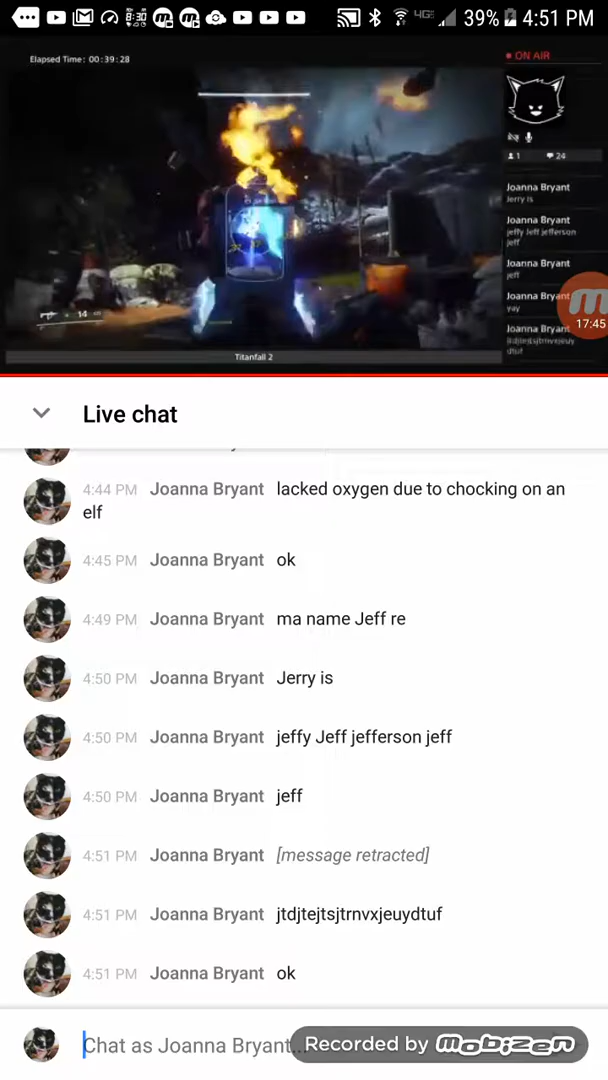 8:30
4G
39% 4:51 PM
Elapsed Time: 00:39:28
ON AIR
1 24
Joanna Bryant
Jerry is
Joanna Bryant
jeffy Jeff jefferson
jeff
Joanna Bryant
jeff
Joanna Bryant
yay
Joanna Bryant
14
17:45
Titanfall 2
Live chat
4:44 PM Joanna Bryant lacked oxygen due to chocking on an
elf
4:45 PM Joanna Bryant ok
4:49 PM Joanna Bryant ma name Jeff re
4:50 PM Joanna Bryant Jerry is
4:50 PM Joanna Bryant jeffy Jeff jefferson jeff
4:50 PM Joanna Bryant jeff
4:51 PM Joanna Bryant [message retracted]
4:51 PM Joanna Bryant jtdjtejtsjtrnvxjeuydtuf
4:51 PM Joanna Bryant ok
Chat as Joanna Bryant...
Recorded by mobizen